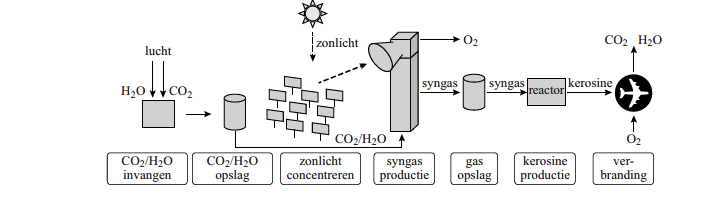 zonlicht
O₂
CO₂ H₂O
lucht
H₂O CO₂
syngas
syngas
reactor
kerosine
CO₂/H₂O
O₂
CO₂/H₂O
invangen
CO₂/H₂O
opslag
zonlicht
concentreren
syngas
productie
gas
opslag
kerosine
productie
ver-
branding